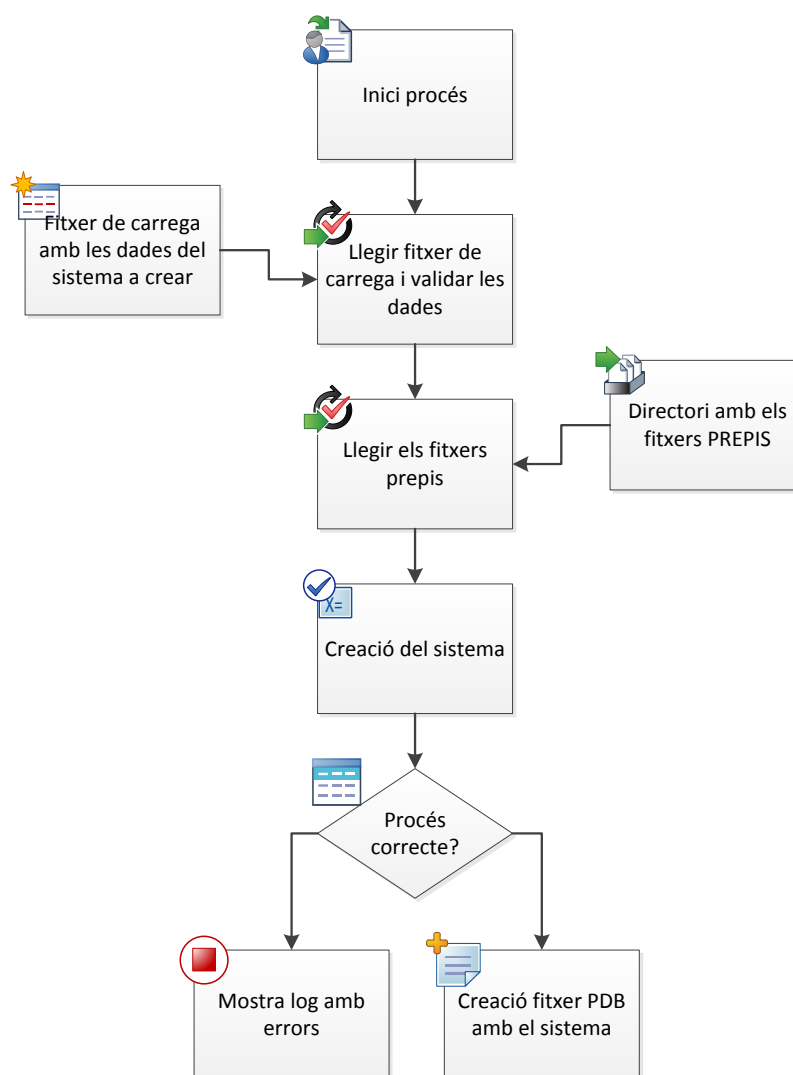 Inici procés
Fitxer de carrega
amb les dades del
sistema a crear
Llegir fitxer de
carrega i validar les
dades
Directori amb els
fitxers PREPIS
Llegir els fitxers
prepis
X=
Creació del sistema
Procés
correcte?
Mostra log amb
errors
Creació fitxer PDB
amb el sistema